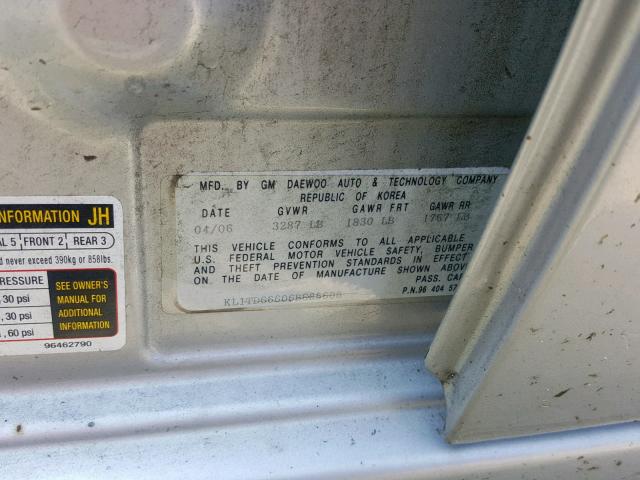 INFORMATION JH
AL 5 FRONT 2 REAR 3
d never exceed 390kg or 858lbs.
PRESSURE
30 psi
, 30 psi
, 60 psi
SEE OWNER'S
MANUAL FOR
ADDITIONAL
INFORMATION
96462790
MFD. BY GM DAEWOO AUTO & TECHNOLOGY COMPANY
REPUBLIC OF KOREA
DATE GVWR GAWR FRT GAWR RR
04/06 3287 LB 1830 LB 1767 LB
THIS VEHICLE CONFORMS TO ALL APPLICABLE
U.S. FEDERAL MOTOR VEHICLE SAFETY, BUMPER
AND THEFT PREVENTION STANDARDS IN EFFECT
ON THE DATE OF MANUFACTURE SHOWN ABOVE
PASS. CAR
P.N.96 404 57